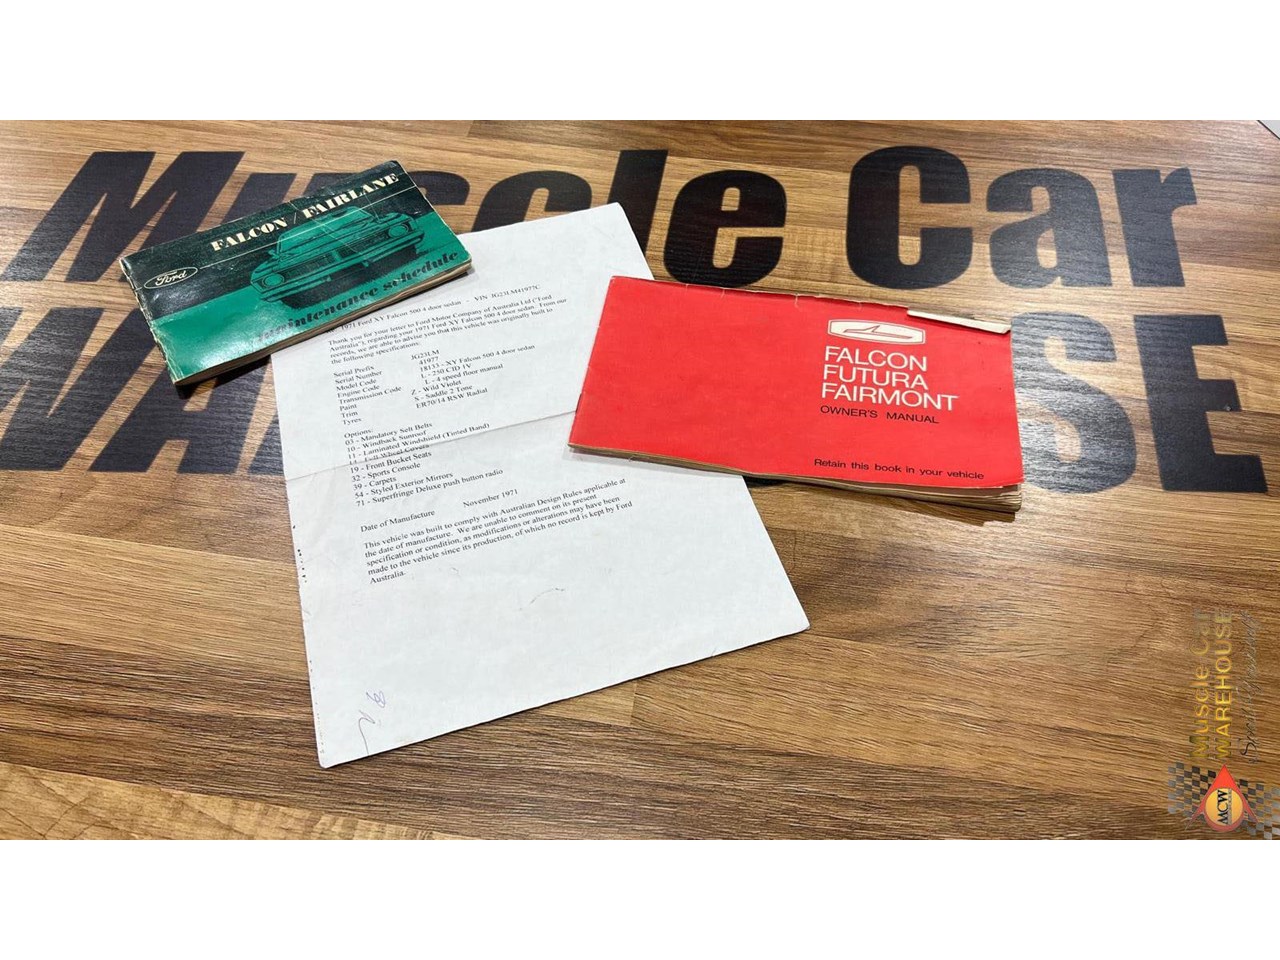 Muscle Car
WAREHOUSE
FALCON / FAIRLANE
Ford
maintenance schedule
1971 Ford XY Falcon 500 4 door sedan - VIN JG23LM41977C
Thank you for your letter to Ford Motor Company of Australia Ltd ("Ford
Australia"), regarding your 1971 Ford XY Falcon 500 4 door sedan. From our
records, we are able to advise you that this vehicle was originally built to
the following specifications:
Serial Prefix JG23LM
Serial Number 41977
Model Code 18133 - XY Falcon 500 4 door sedan
Engine Code L - 250 CID 1V
Transmission Code L - 4 speed floor manual
Paint Z - Wild Violet
Trim S - Saddle 2 Tone
Tyres ER70/14 RSW Radial
Options:
03 - Mandatory Selt Belts
10 - Windback Sunroof
11 - Laminated Windshield (Tinted Band)
14 - Full Wheel Covers
19 - Front Bucket Seats
32 - Sports Console
39 - Carpets
54 - Styled Exterior Mirrors
71 - Superfringe Deluxe push button radio
Date of Manufacture November 1971
This vehicle was built to comply with Australian Design Rules applicable at
the date of manufacture. We are unable to comment on its present
specification or condition, as modifications or alterations may have been
made to the vehicle since its production, of which no record is kept by Ford
Australia.
FALCON
FUTURA
FAIRMONT
OWNER'S MANUAL
Retain this book in your vehicle
Muscle Car
WAREHOUSE
MCW